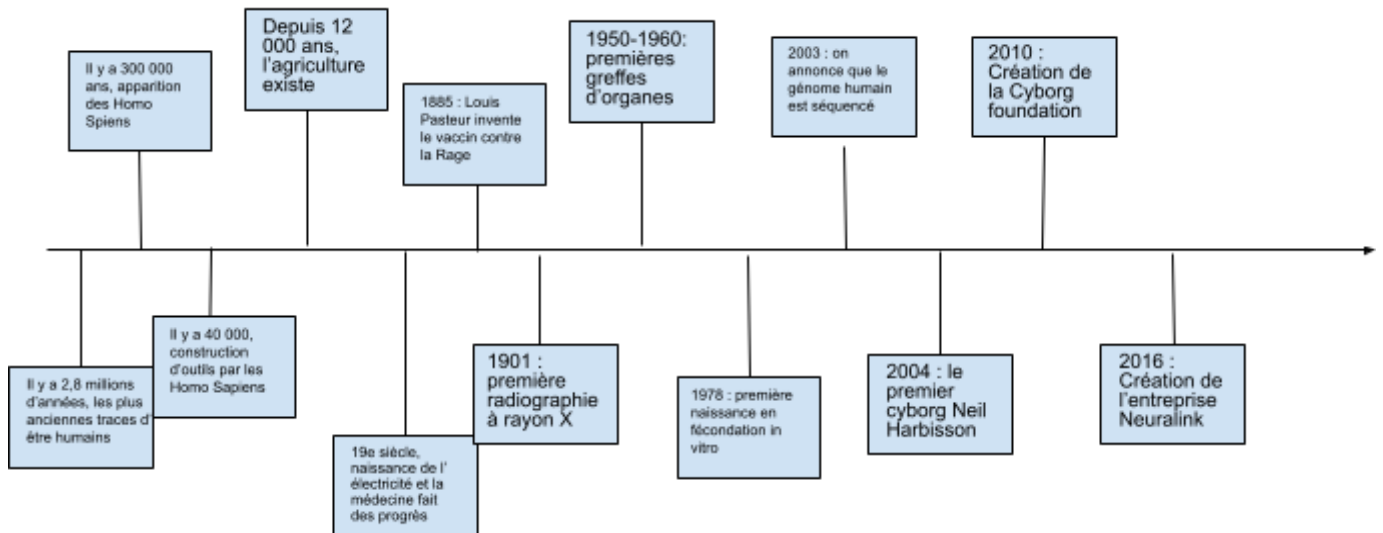 Il y a 300 000
ans, apparition
des Homo
Spiens
Depuis 12
000 ans,
l'agriculture
existe
1885 : Louis
Pasteur invente
le vaccin contre
la Rage
1950-1960:
premières
greffes
d'organes
2003 : on
annonce que le
génome humain
est séquencé
2010 :
Création de
la Cyborg
foundation
Il y a 2,8 millions
d'années, les plus
anciennes traces d'
être humains
Il y a 40 000,
construction
d'outils par les
Homo Sapiens
19e siècle,
naissance de l'
électricité et la
médecine fait
des progrès
1901 :
première
radiographie
à rayon X
1978 : première
naissance en
fécondation in
vitro
2004 : le
premier
cyborg Neil
Harbisson
2016 :
Création de
l'entreprise
Neuralink